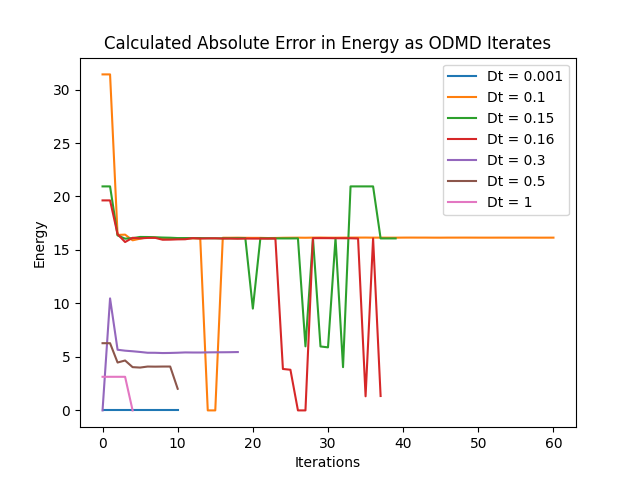 Calculated Absolute Error in Energy as ODMD Iterates
Dt = 0.001
Dt = 0.1
Dt = 0.15
Dt = 0.16
Dt = 0.3
Dt = 0.5
Dt = 1
Energy
30
25
20
15
10
5
0
0
10
20
30
40
50
60
Iterations